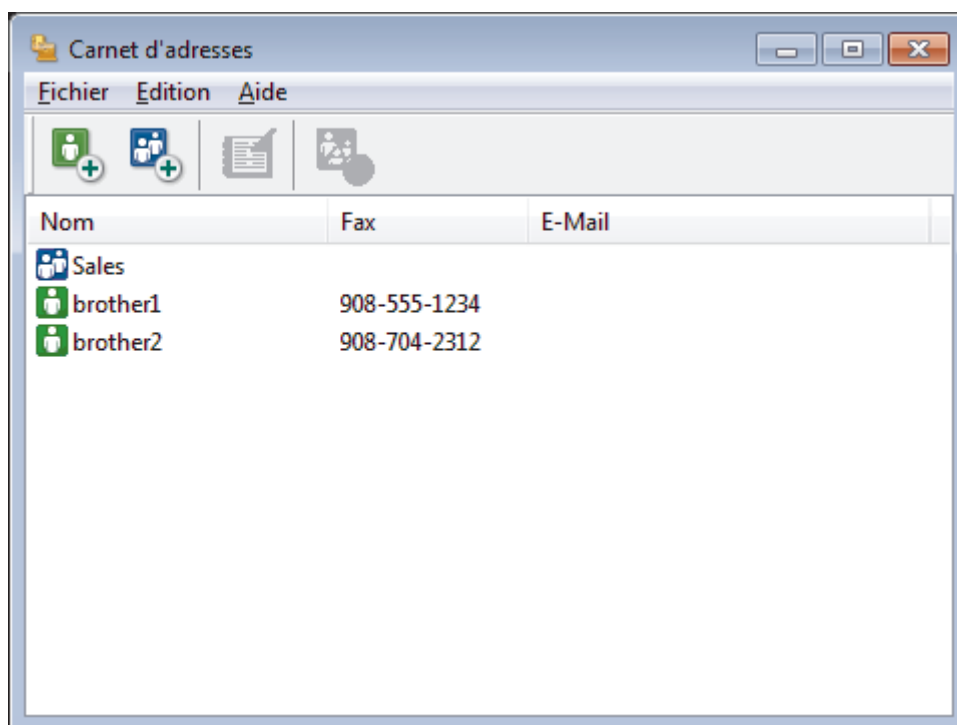 Carnet d'adresses
Fichier Edition Aide
Nom Fax E-Mail
Sales
brother1 908-555-1234
brother2 908-704-2312